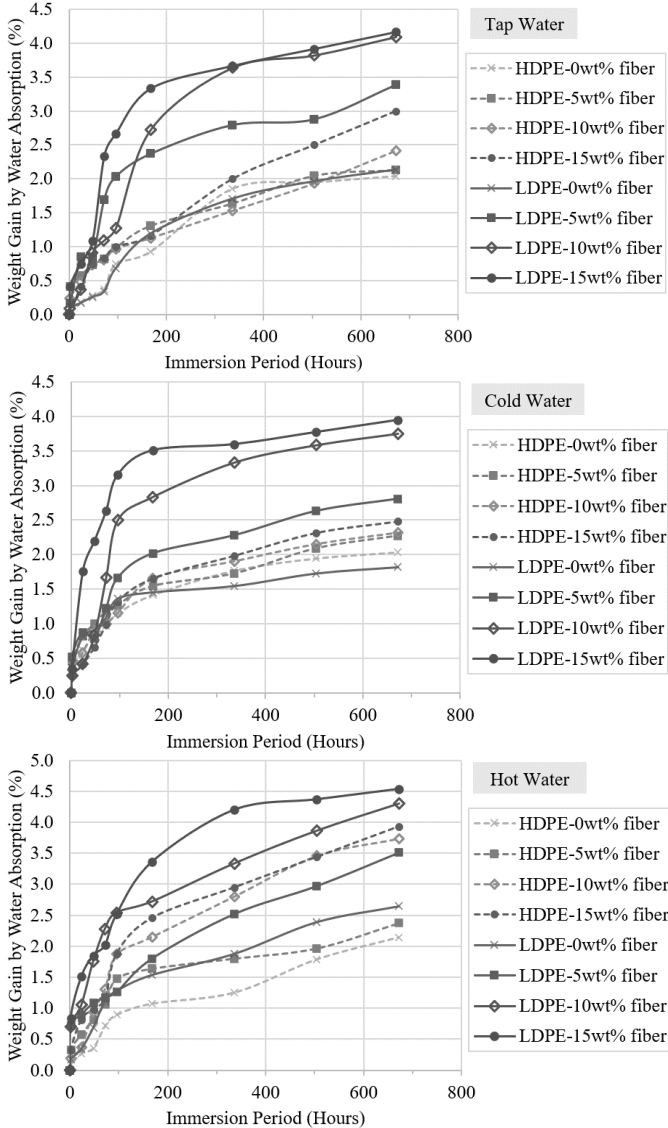 Tap Water
Weight Gain by Water Absorption (%)
4.5
4.0
3.5
3.0
2.5
2.0
1.5
1.0
0.5
0.0
0
200
400
600
800
Immersion Period (Hours)
HDPE-0wt% fiber
HDPE-5wt% fiber
HDPE-10wt% fiber
HDPE-15wt% fiber
LDPE-0wt% fiber
LDPE-5wt% fiber
LDPE-10wt% fiber
LDPE-15wt% fiber
Cold Water
Weight Gain by Water Absorption (%)
4.5
4.0
3.5
3.0
2.5
2.0
1.5
1.0
0.5
0.0
0
200
400
600
800
Immersion Period (Hours)
HDPE-0wt% fiber
HDPE-5wt% fiber
HDPE-10wt% fiber
HDPE-15wt% fiber
LDPE-0wt% fiber
LDPE-5wt% fiber
LDPE-10wt% fiber
LDPE-15wt% fiber
Hot Water
Weight Gain by Water Absorption (%)
5.0
4.5
4.0
3.5
3.0
2.5
2.0
1.5
1.0
0.5
0.0
0
200
400
600
800
Immersion Period (Hours)
HDPE-0wt% fiber
HDPE-5wt% fiber
HDPE-10wt% fiber
HDPE-15wt% fiber
LDPE-0wt% fiber
LDPE-5wt% fiber
LDPE-10wt% fiber
LDPE-15wt% fiber